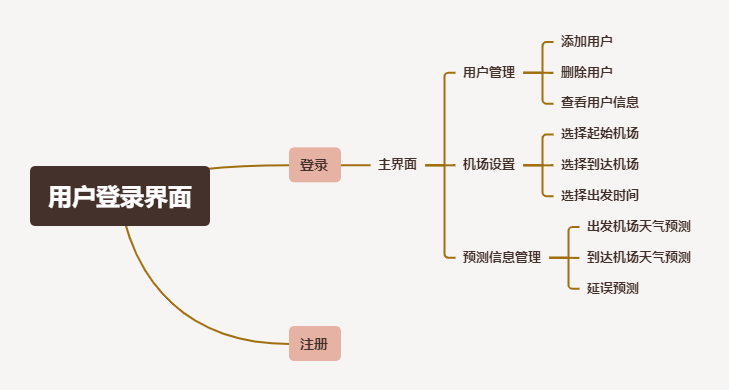 用户登录界面
登录
主界面
用户管理
添加用户
删除用户
查看用户信息
机场设置
选择起始机场
选择到达机场
选择出发时间
预测信息管理
出发机场天气预测
到达机场天气预测
延误预测
注册